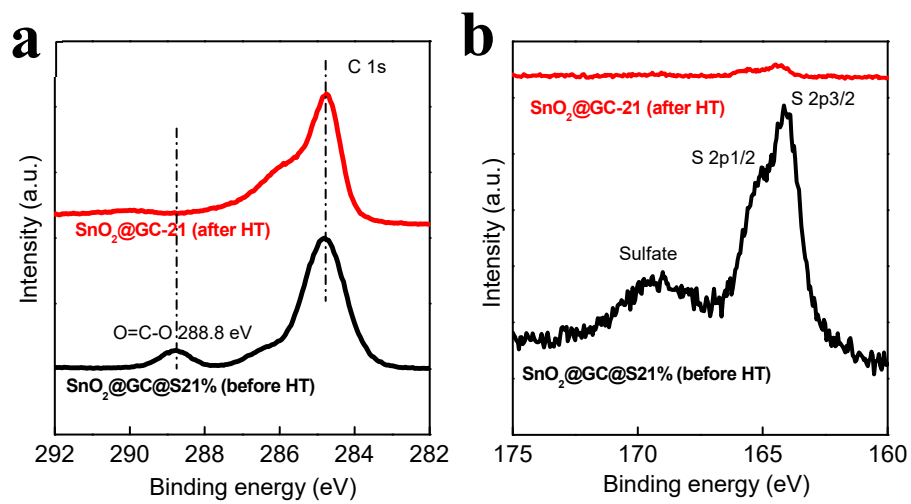 a
C 1s
SnO2@GC-21 (after HT)
O=C-O 288.8 eV
SnO2@GC@S21% (before HT)
Intensity (a.u.)
292 290 288 286 284 282
Binding energy (eV)
b
SnO2@GC-21 (after HT)
S 2p3/2
S 2p1/2
Sulfate
SnO2@GC@S21% (before HT)
Intensity (a.u.)
175 170 165 160
Binding energy (eV)